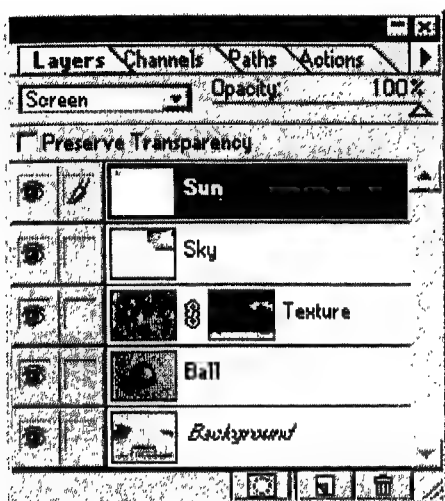 Layers Channels Paths Actions
Screen Opacity: 100%
Preserve Transparency
Sun
Sky
Texture
Ball
Background